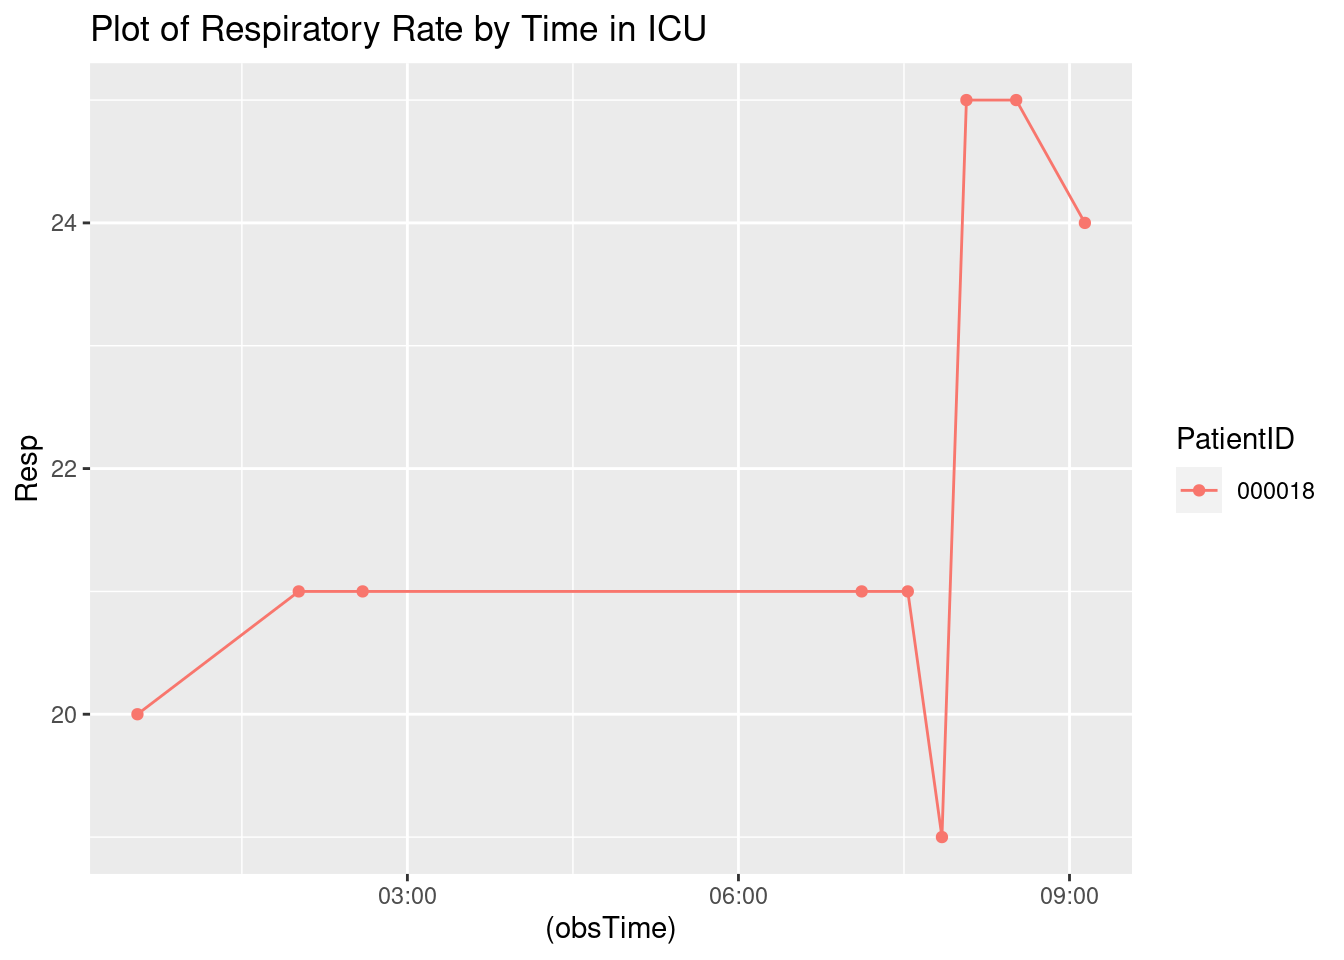 Plot of Respiratory Rate by Time in ICU
24
22
20
Resp
03:00 06:00 09:00
(obsTime)
PatientID
000018